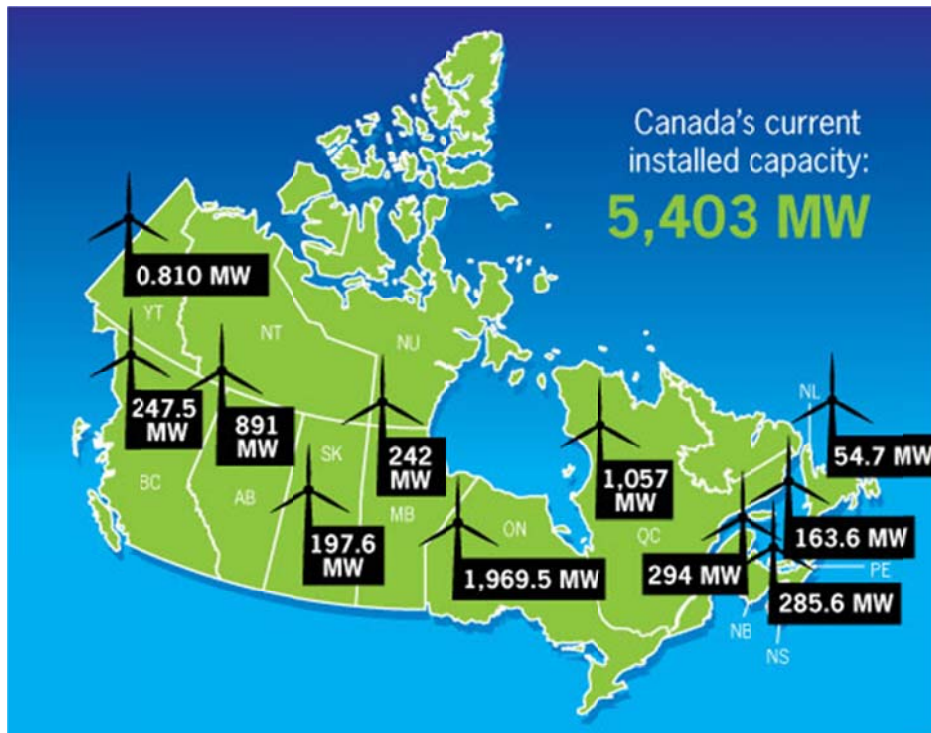 Canada's current
installed capacity:
5,403 MW
0.810 MW
YT
NT
NU
NL
247.5
MW
891
MW
242
MW
1,057
MW
54.7 MW
BC
AB
SK
MB
ON
QC
197.6
MW
1,969.5 MW
294 MW
163.6 MW
PE
285.6 MW
NB
NS